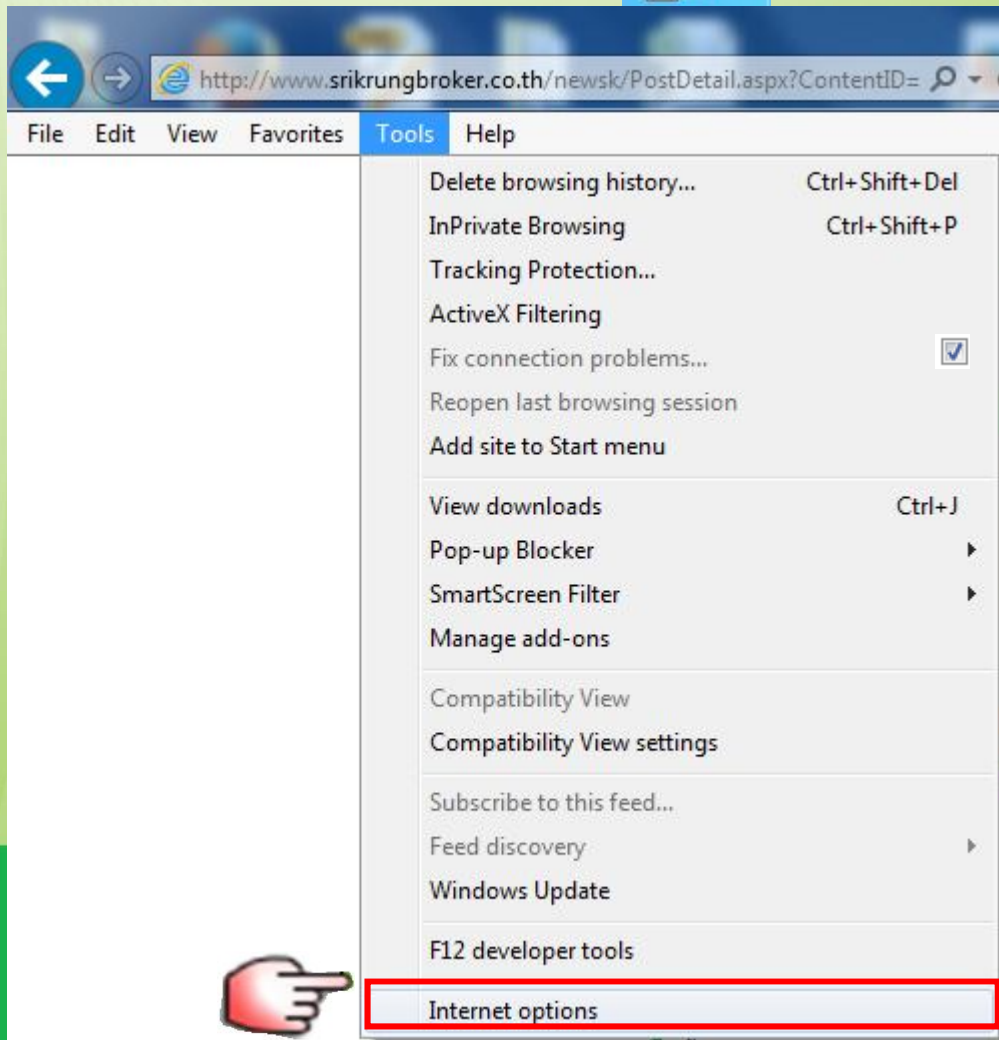 http://www.srikrungbroker.co.th/newsk/PostDetail.aspx?ContentID=
File Edit View Favorites Tools Help
Delete browsing history... Ctrl+Shift+Del
InPrivate Browsing Ctrl+Shift+P
Tracking Protection...
ActiveX Filtering
Fix connection problems...
Reopen last browsing session
Add site to Start menu
View downloads Ctrl+J
Pop-up Blocker
SmartScreen Filter
Manage add-ons
Compatibility View
Compatibility View settings
Subscribe to this feed...
Feed discovery
Windows Update
F12 developer tools
Internet options